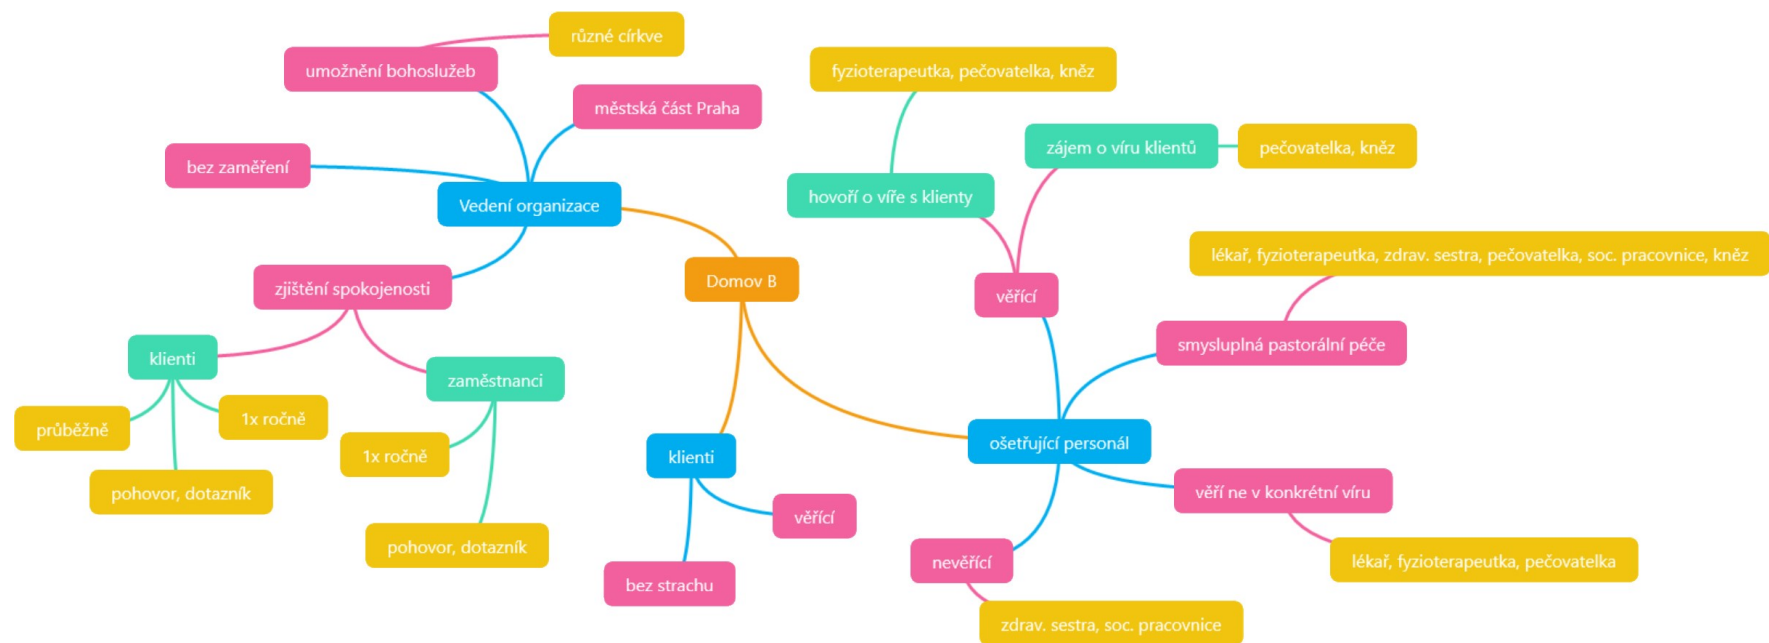 různé církve
umožnění bohoslužeb
fyzioterapeutka, pečovatelka, kněz
městská část Praha
zájem o víru klientů
pečovatelka, kněz
bez zaměření
hovoří o víře s klienty
Vedení organizace
lékař, fyzioterapeutka, zdrav. sestra, pečovatelka, soc. pracovnice, kněz
zjištění spokojenosti
Domov B
věřící
smysluplná pastorální péče
klienti
zaměstnanci
1x ročně
průběžně
ošetřující personál
1x ročně
klienti
pohovor, dotazník
věří ne v konkrétní víru
věřící
pohovor, dotazník
nevěřící
lékař, fyzioterapeutka, pečovatelka
bez strachu
zdrav. sestra, soc. pracovnice